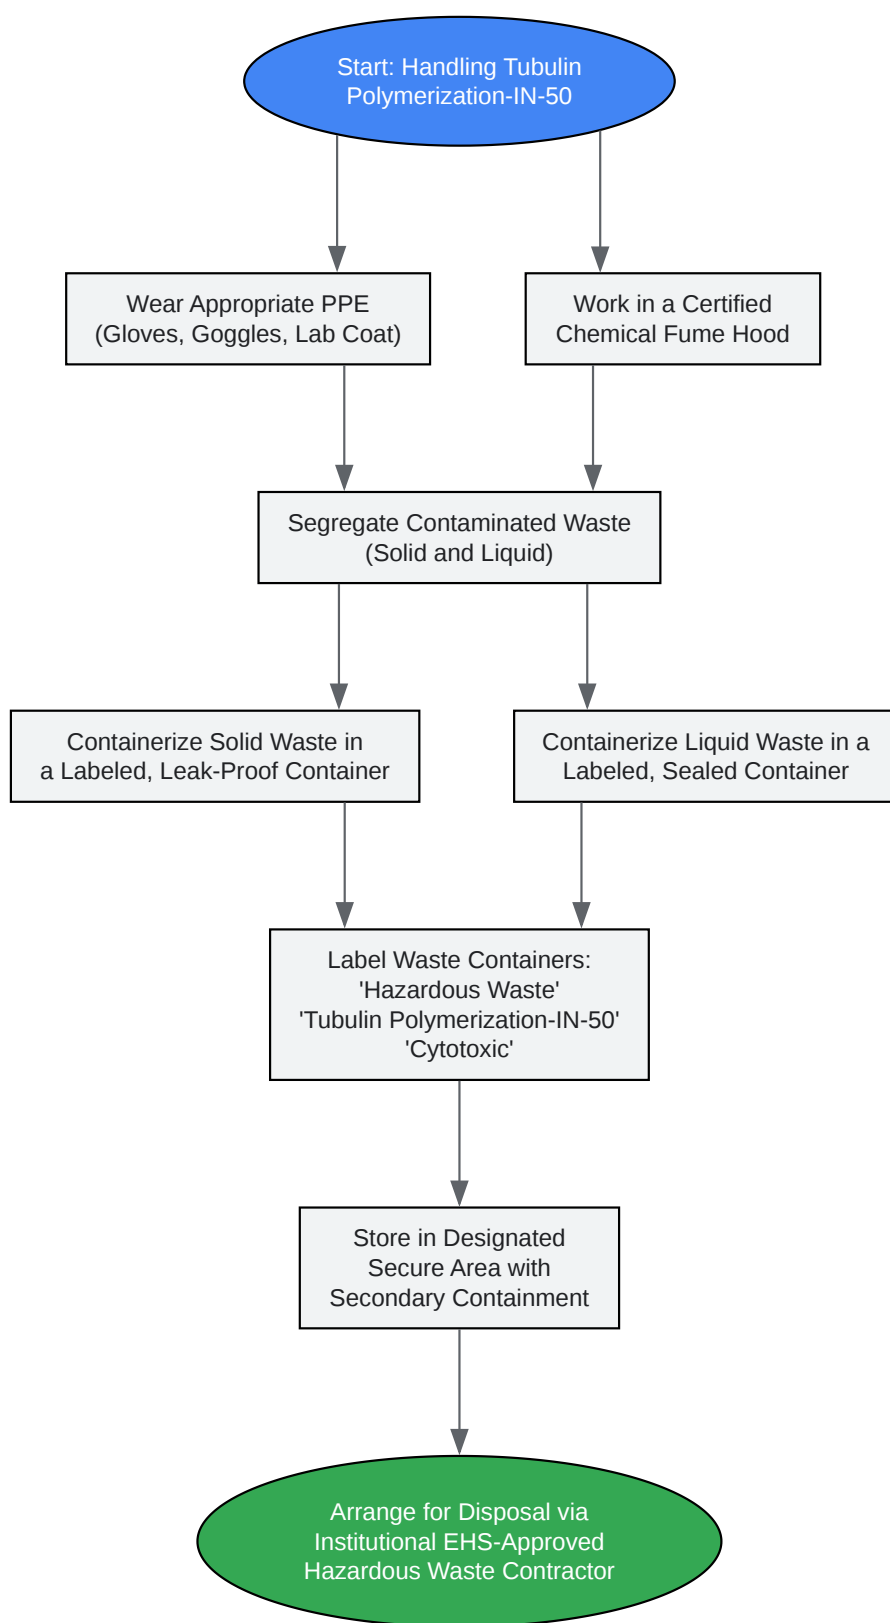 Start: Handling Tubulin
Polymerization-IN-50
Wear Appropriate PPE
(Gloves, Goggles, Lab Coat)
Work in a Certified
Chemical Fume Hood
Segregate Contaminated Waste
(Solid and Liquid)
Containerize Solid Waste in
a Labeled, Leak-Proof Container
Containerize Liquid Waste in a
Labeled, Sealed Container
Label Waste Containers:
'Hazardous Waste'
'Tubulin Polymerization-IN-50'
'Cytotoxic'
Store in Designated
Secure Area with
Secondary Containment
Arrange for Disposal via
Institutional EHS-Approved
Hazardous Waste Contractor